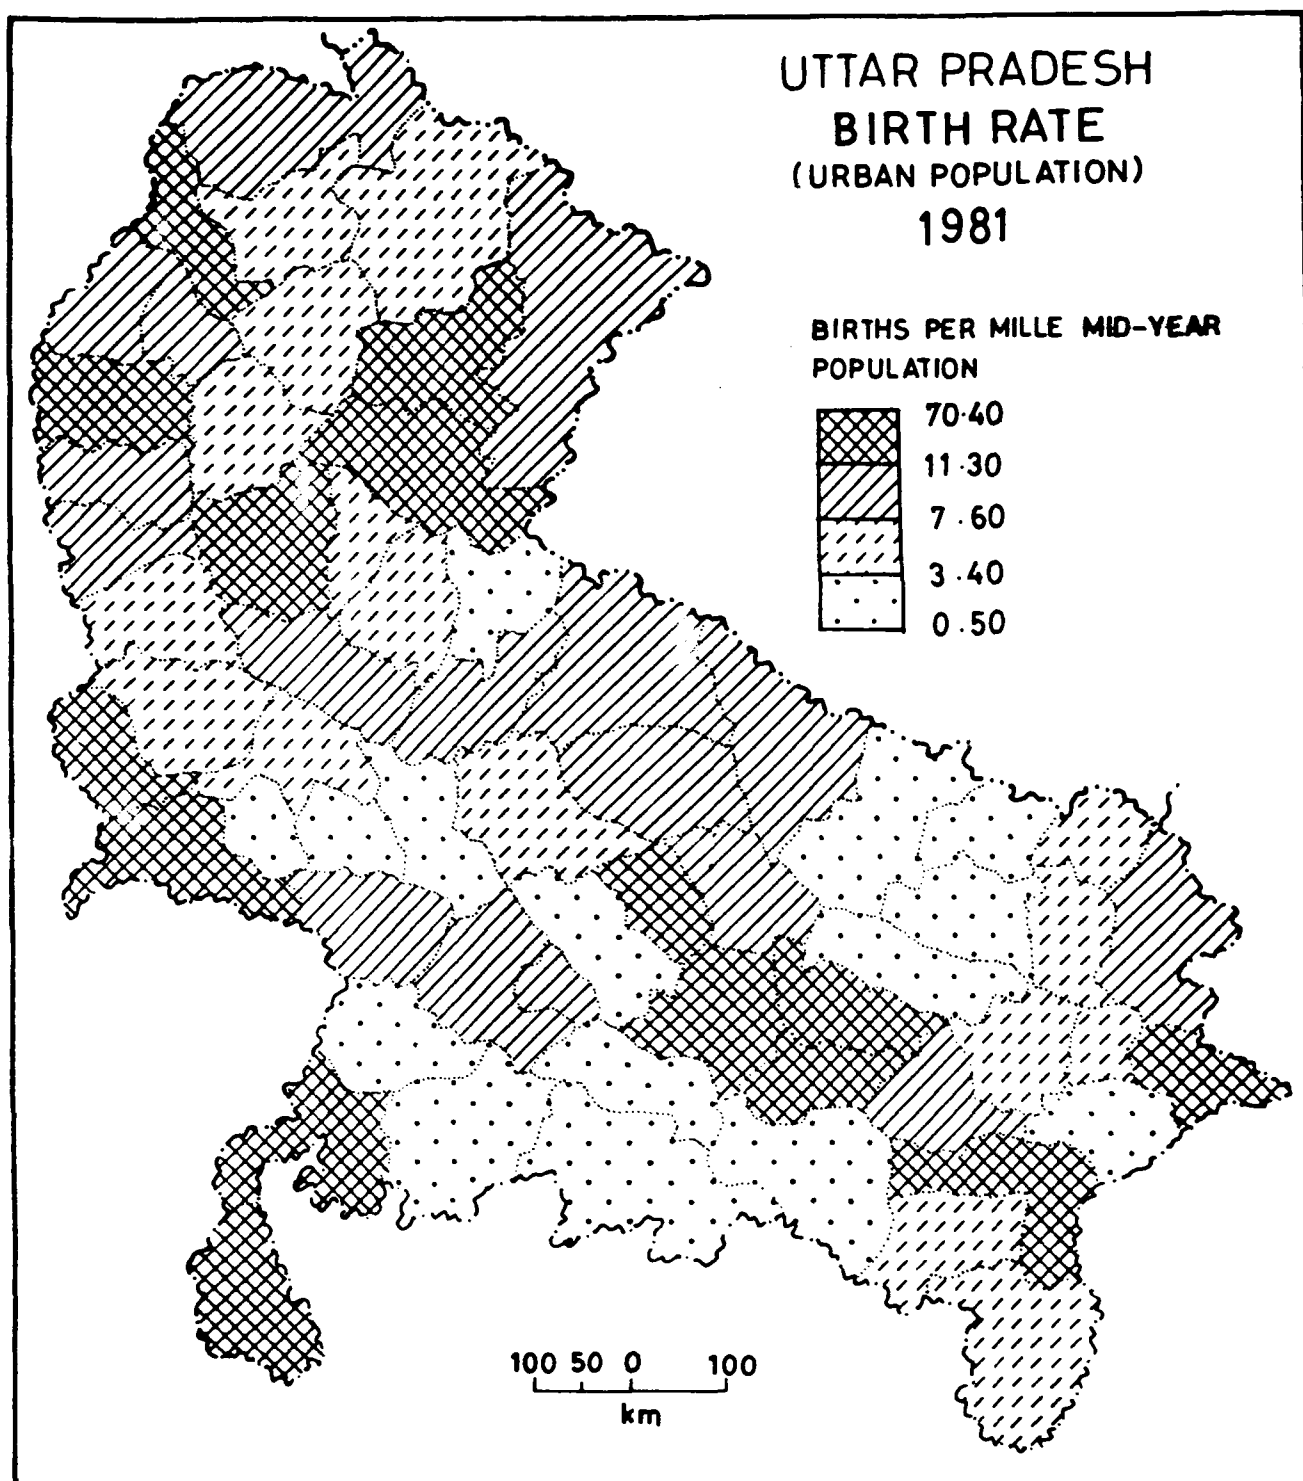 UTTAR PRADESH
BIRTH RATE
(URBAN POPULATION)
1981
BIRTHS PER MILLE MID-YEAR
POPULATION
70·40
11·30
7·60
3·40
0·50
100 50 0 100
km